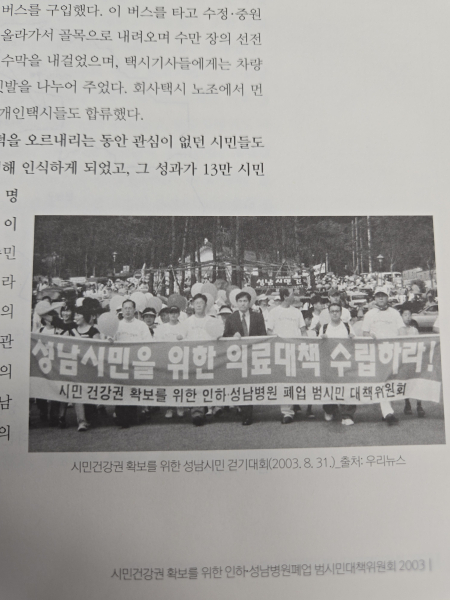 버스를 구입했다. 이 버스를 타고 수정·중원
올라가서 골목으로 내려오며 수만 장의 선전
수막을 내걸었으며, 택시기사들에게는 차량
깃발을 나누어 주었다. 회사택시 노조에서 먼
개인택시들도 합류했다.
오르내리는 동안 관심이 없던 시민들도
해 인식하게 되었고, 그 성과가 13만 시민
명
이
민
라
의
관
의
남
의
성남시민을 위한 의료대책 수립하라!
시민 건강권 확보를 위한 인하·성남병원 폐업 범시민 대책위원회
시민건강권 확보를 위한 성남시민 걷기대회(2003. 8. 31.)_출처: 우리뉴스
시민건강권 확보를 위한 인하·성남병원폐업 범시민대책위원회 2003 |